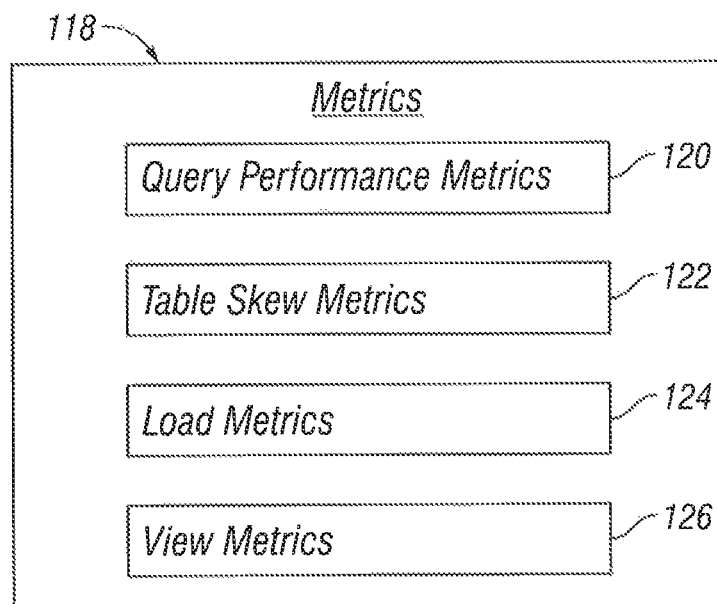 118
Metrics
Query Performance Metrics
120
Table Skew Metrics
122
Load Metrics
124
View Metrics
126